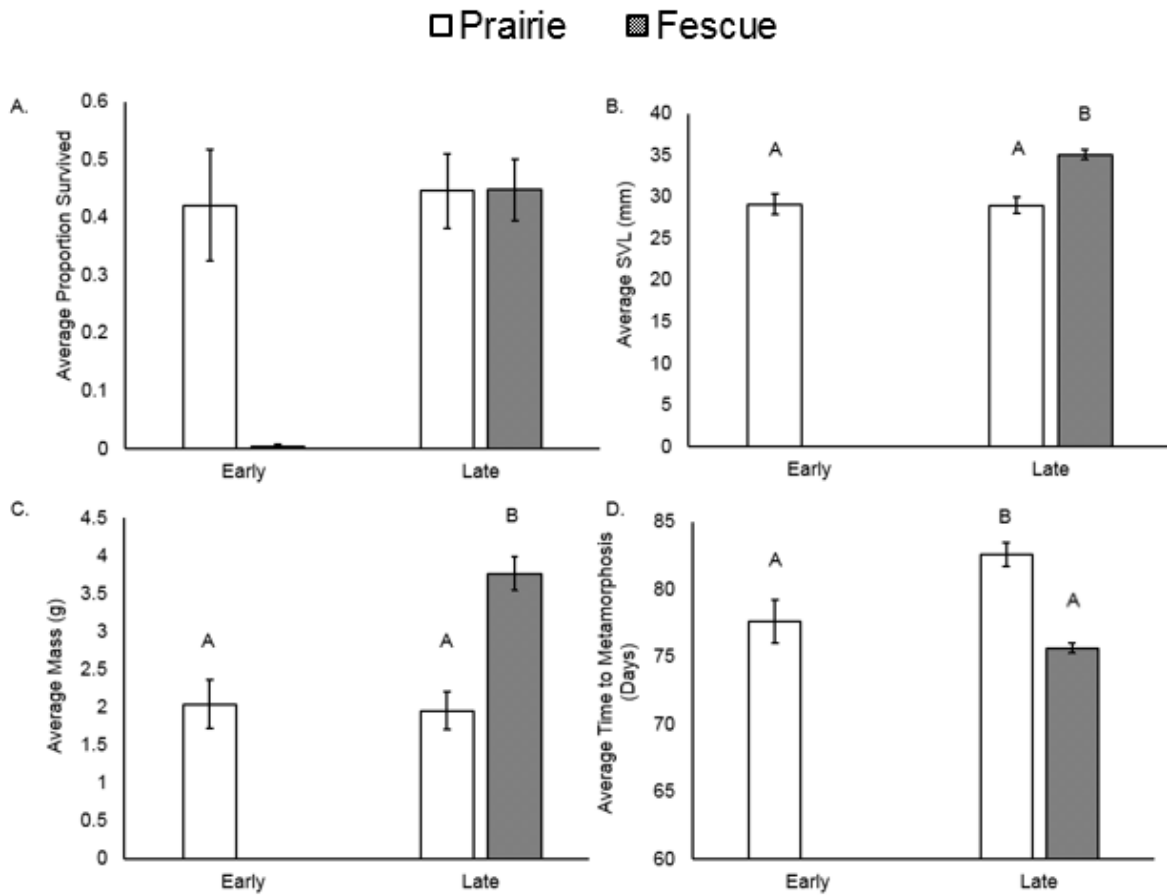 Prairie Fescue
A.
Average Proportion Survived
0.6
0.5
0.4
0.3
0.2
0.1
0
Early Late
B.
Average SVL (mm)
40
35
30
25
20
15
10
5
0
A
A
B
Early Late
C.
Average Mass (g)
4.5
4
3.5
3
2.5
2
1.5
1
0.5
0
A
A
B
Early Late
D.
Average Time to Metamorphosis
(Days)
85
80
75
70
65
60
A
B
A
Early Late